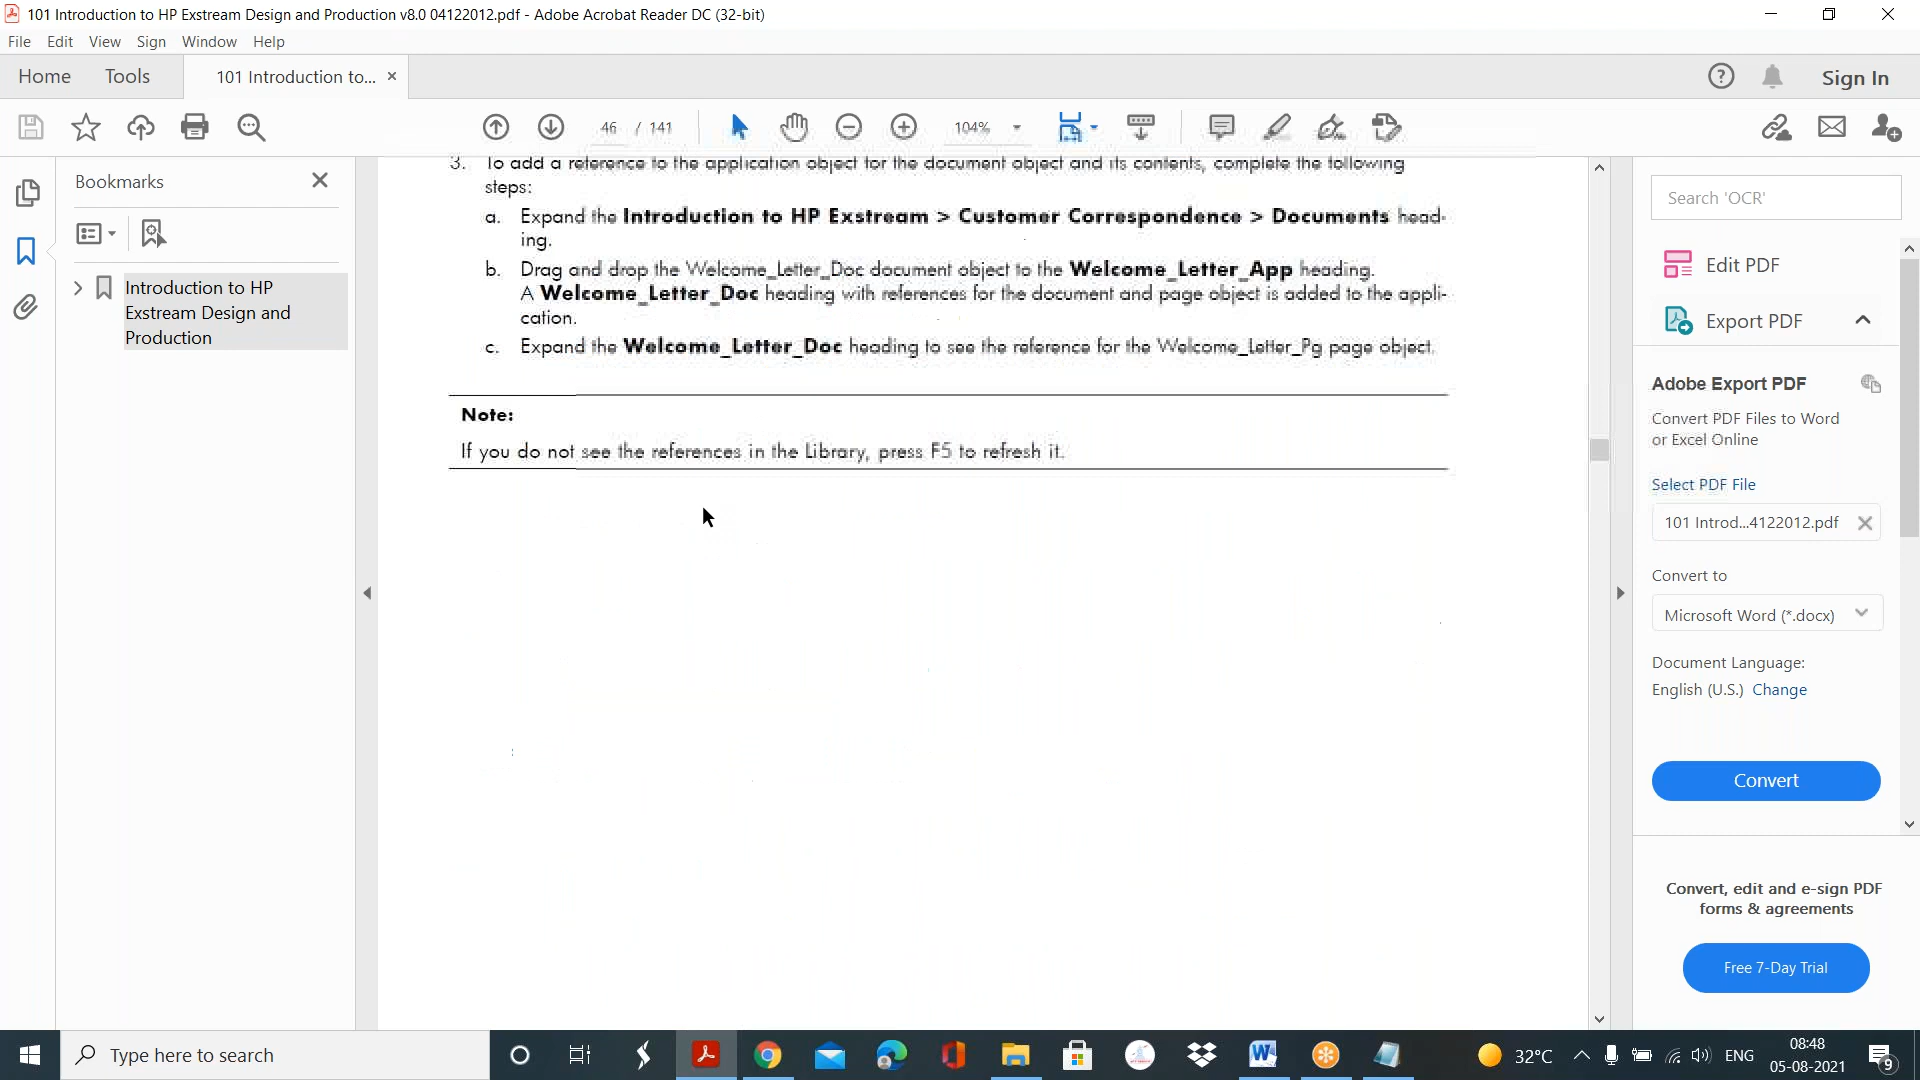 101 Introduction to HP Exstream Design and Production v8.0 04122012.pdf - Adobe Acrobat Reader DC (32-bit)
File Edit View Sign Window Help
Home Tools 101 Introduction to... × Sign In
46 / 141 104%
Bookmarks
Introduction to HP
Exstream Design and
Production
3. To add a reference to the application object for the document object and its contents, complete the following
steps:
a. Expand the Introduction to HP Exstream > Customer Correspondence > Documents head-
ing.
b. Drag and drop the Welcome_Letter_Doc document object to the Welcome_Letter_App heading.
A Welcome_Letter_Doc heading with references for the document and page object is added to the appli-
cation.
c. Expand the Welcome_Letter_Doc heading to see the reference for the Welcome_Letter_Pg page object.
Note:
If you do not see the references in the Library, press F5 to refresh it.
Search 'OCR'
Edit PDF
Export PDF
Adobe Export PDF
Convert PDF Files to Word
or Excel Online
Select PDF File
101 Introd...4122012.pdf
Convert to
Microsoft Word (*.docx)
Document Language:
English (U.S.) Change
Convert
Convert, edit and e-sign PDF
forms & agreements
Free 7-Day Trial
Type here to search
32°C ENG
08:48
05-08-2021
9